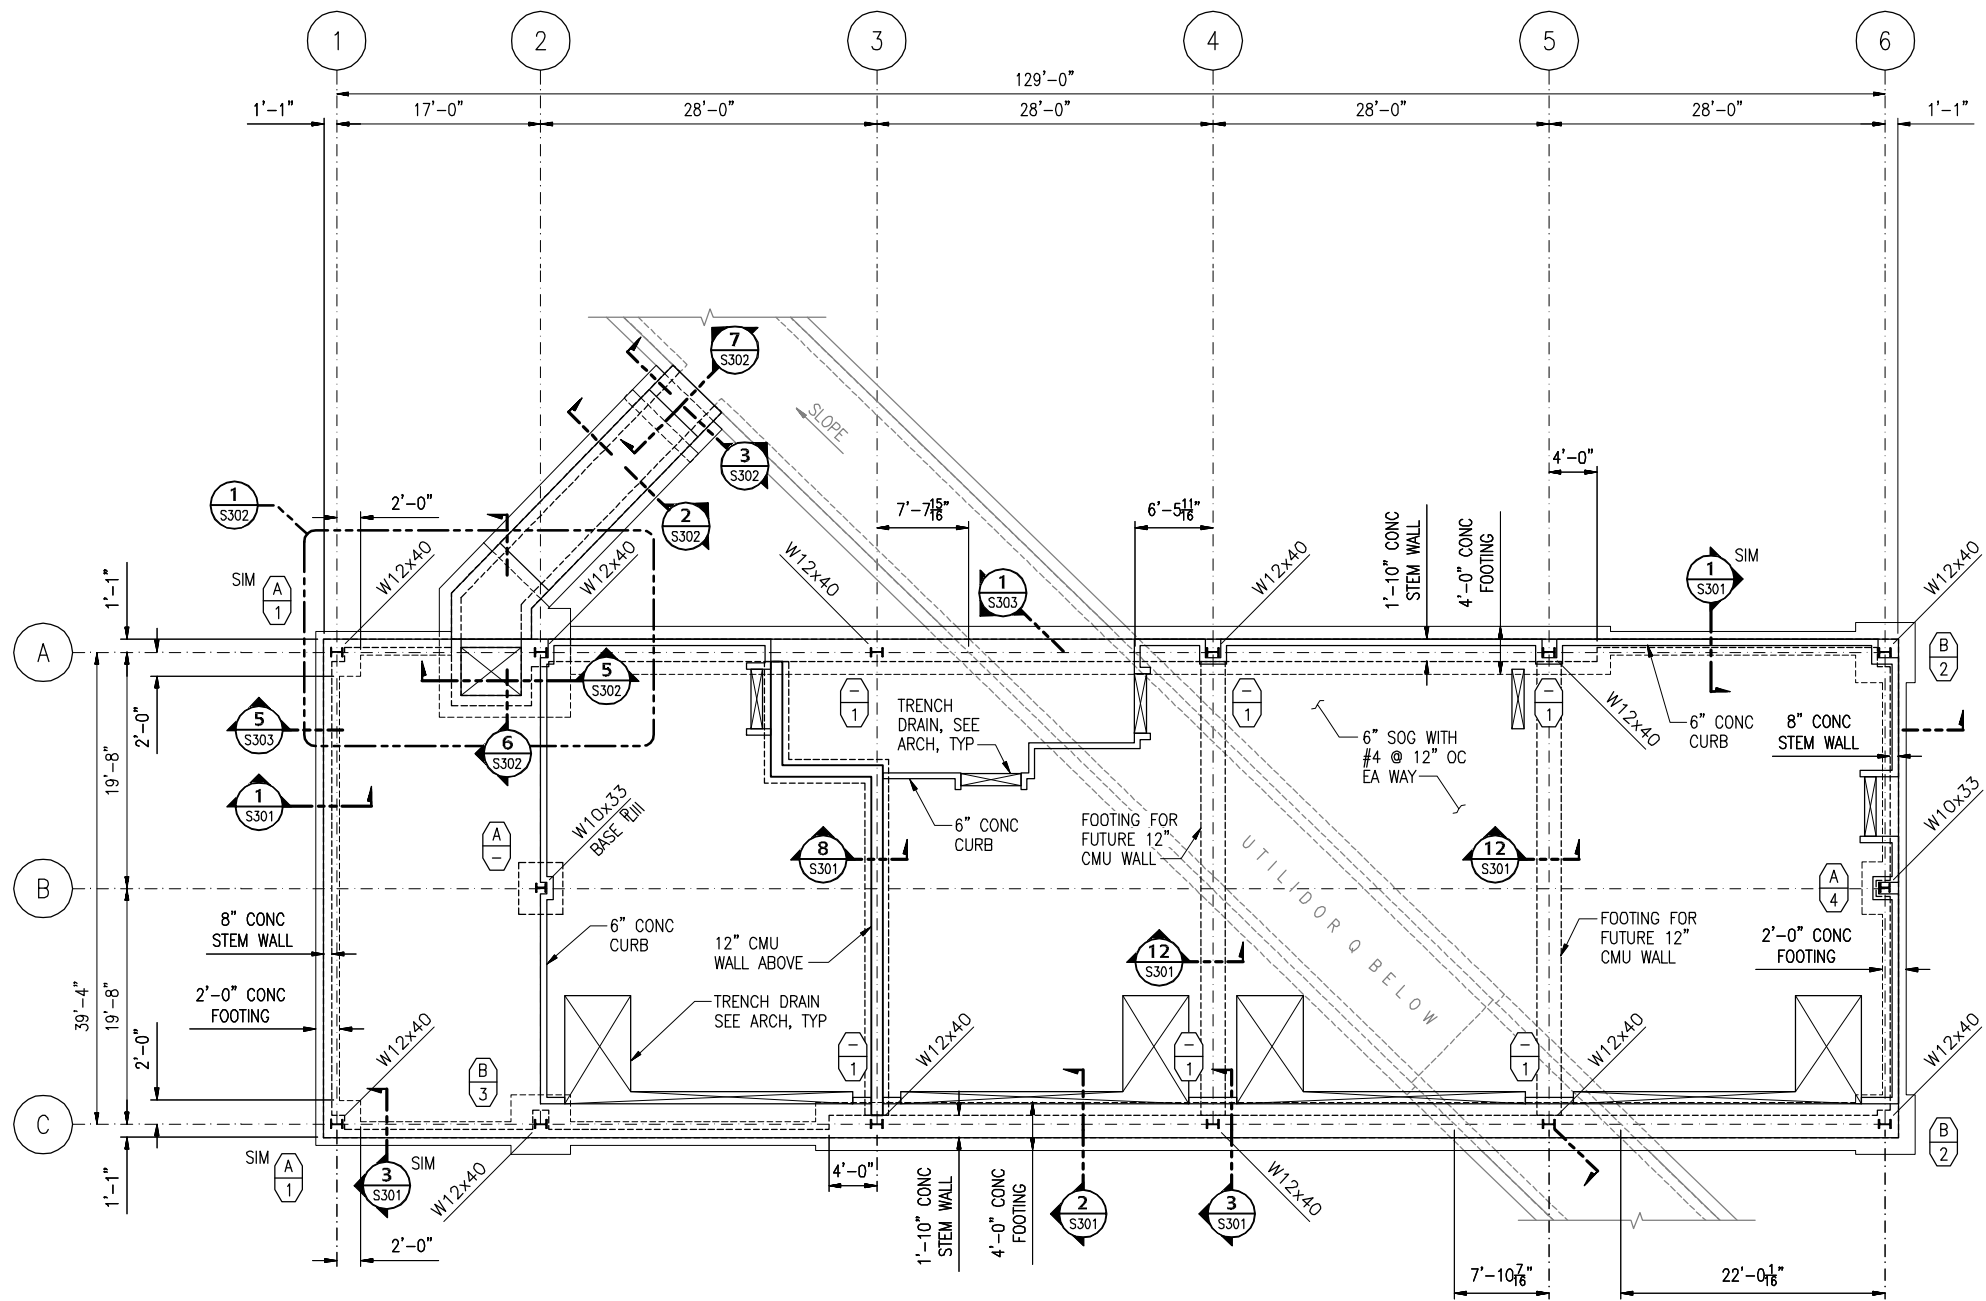 1
2
3
4
5
6
129'-0"
1'-1"
17'-0"
28'-0"
28'-0"
28'-0"
28'-0"
1'-1"
7
S302
SLOPE
3
S302
4'-0"
1
S302
2'-0"
2
S302
7'-7 15/16"
6'-5 11/16"
1'-10" CONC
STEM WALL
4'-0" CONC
FOOTING
1
S301
SIM
W12x40
W12x40
W12x40
W12x40
W12x40
1'-1"
SIM
A
1
1
S303
A
B
2
5
S302
2'-0"
5
S303
6
S302
–
1
TRENCH
DRAIN, SEE
ARCH, TYP
–
1
6" SOG WITH
#4 @ 12" OC
EA WAY
–
1
W12x40
6" CONC
CURB
8" CONC
STEM WALL
19'-8"
1
S301
W10x33
BASE PL III
A
–
8
S301
6" CONC
CURB
FOOTING FOR
FUTURE 12"
CMU WALL
UTILIDOR Q BELOW
12
S301
W10x33
B
A
4
8" CONC
STEM WALL
6" CONC
CURB
12" CMU
WALL ABOVE
12
S301
FOOTING FOR
FUTURE 12"
CMU WALL
2'-0" CONC
FOOTING
2'-0" CONC
FOOTING
39'-4"
19'-8"
2'-0"
TRENCH DRAIN
SEE ARCH, TYP
W12x40
B
3
–
1
W12x40
–
1
–
1
W12x40
W12x40
C
SIM
A
1
3
S301
SIM
W12x40
1'-1"
4'-0"
1'-10" CONC
STEM WALL
4'-0" CONC
FOOTING
2
S301
3
S301
W12x40
B
2
2'-0"
7'-10 7/16"
22'-0 1/16"